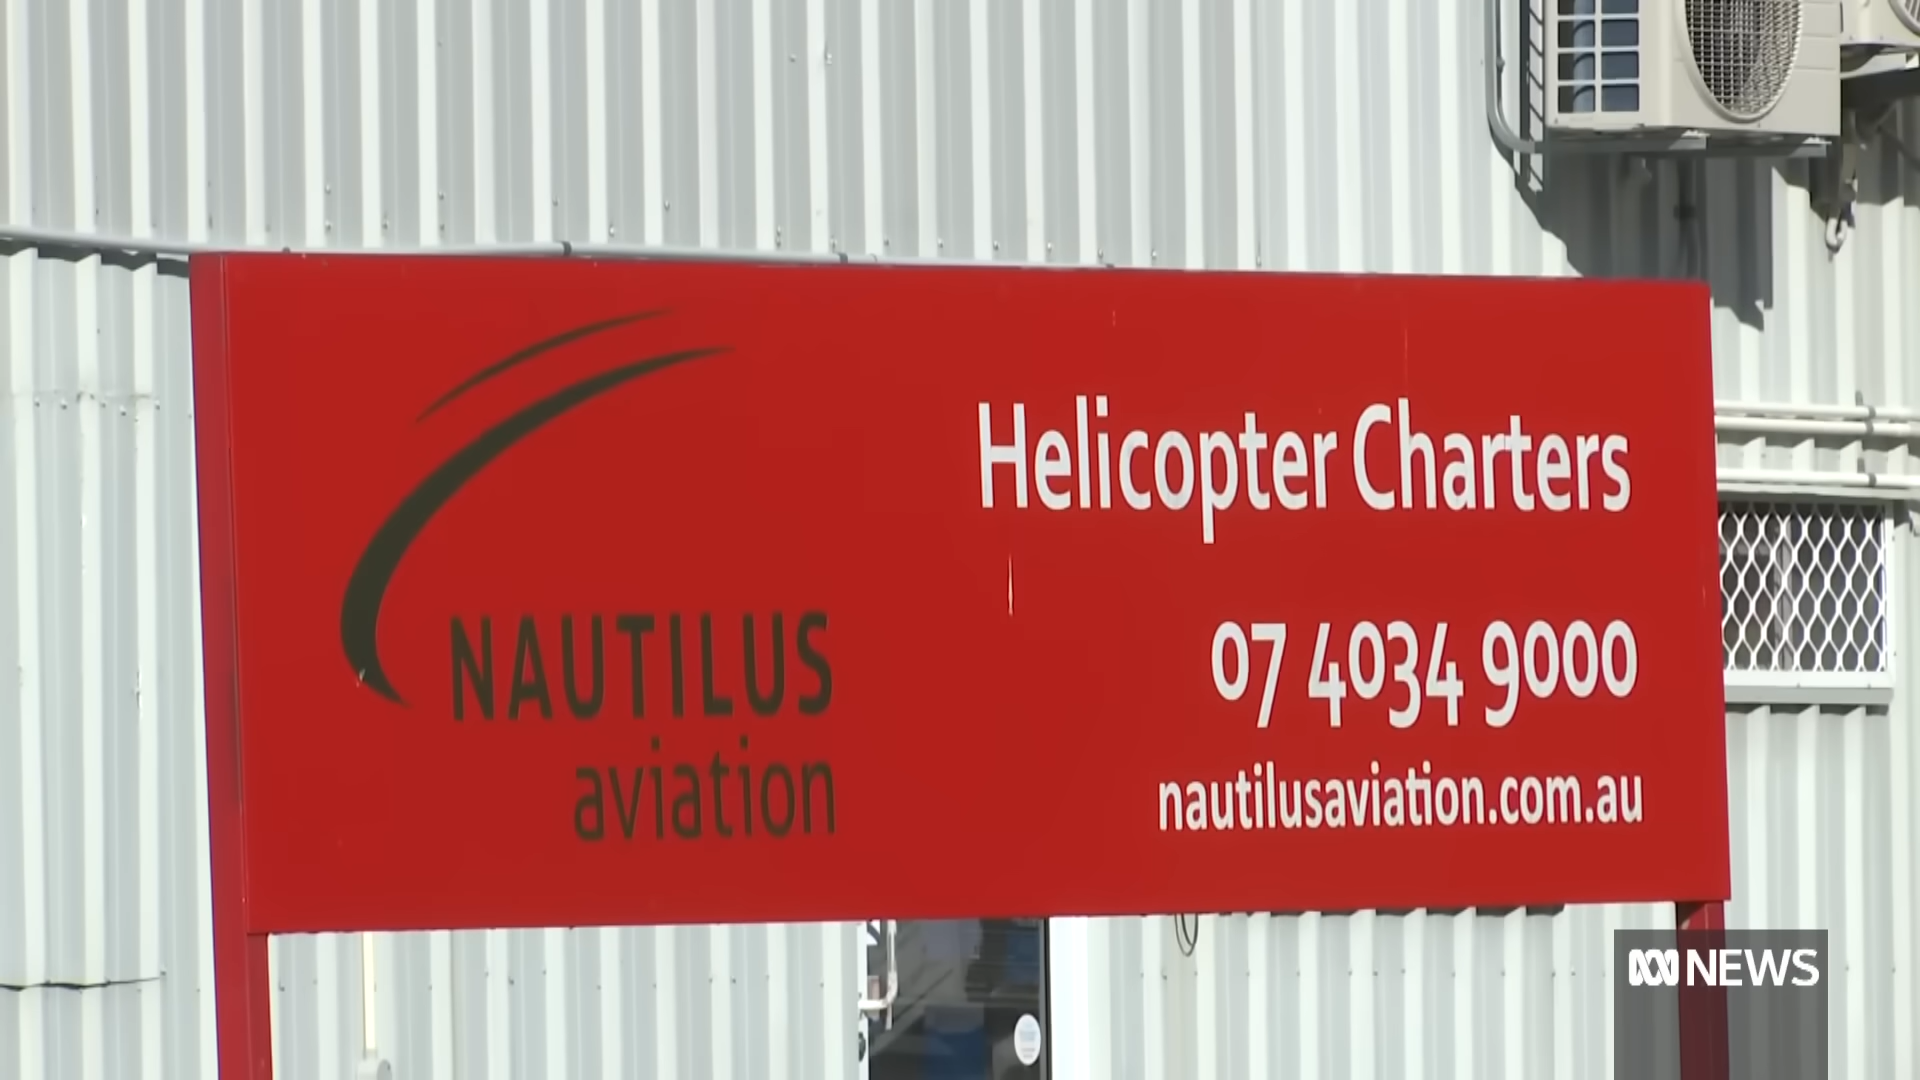 NAUTILUS
aviation
Helicopter Charters
07 4034 9000
nautilusaviation.com.au
NEWS